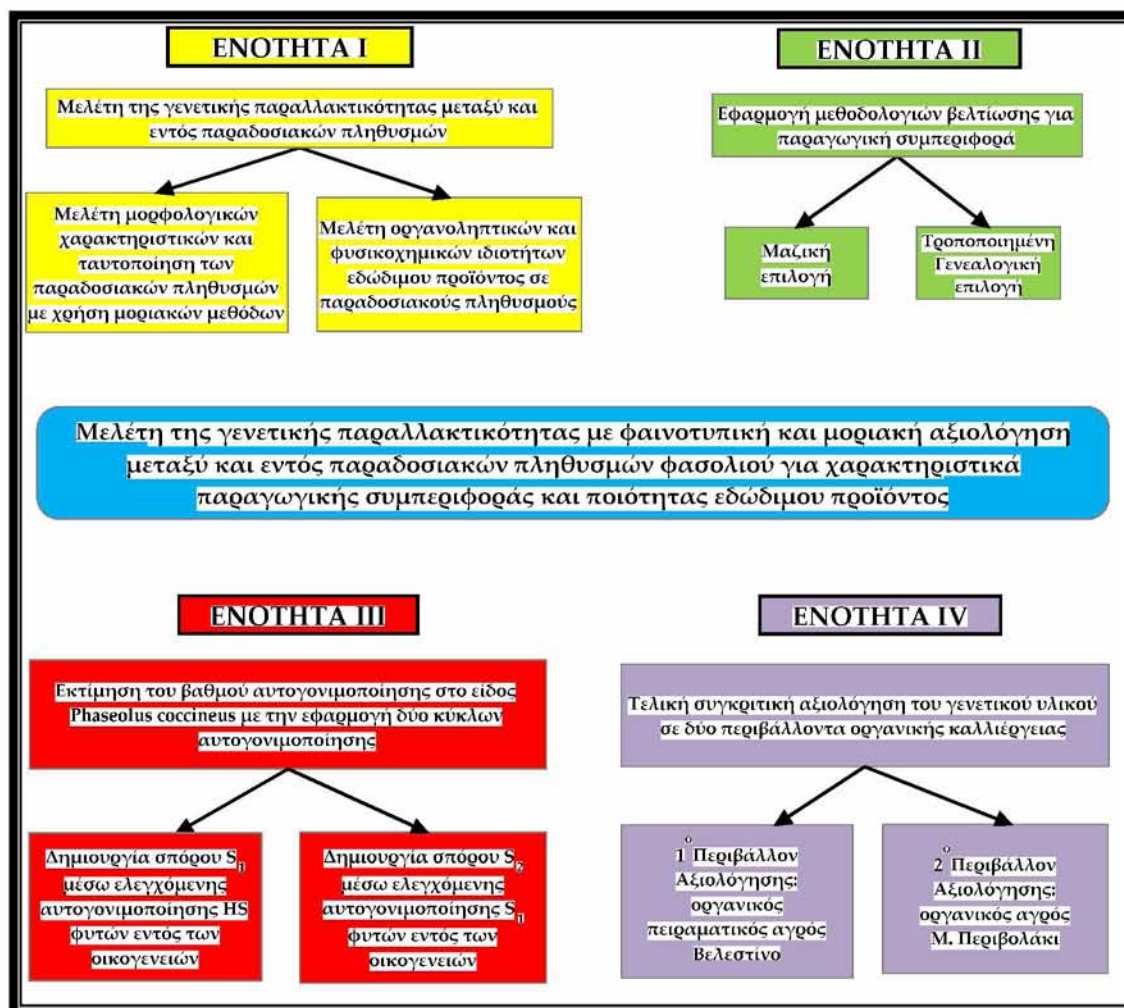 ΕΝΟΤΗΤΑ Ι
Μελέτη της γενετικής παραλλακτικότητας μεταξύ και
εντός παραδοσιακών πληθυσμών
Μελέτη μορφολογικών
χαρακτηριστικών και
ταυτοποίηση των
παραδοσιακών πληθυσμών
με χρήση μοριακών μεθόδων
Μελέτη οργανοληπτικών και
φυσικοχημικών ιδιοτήτων
εδώδιμου προϊόντος σε
παραδοσιακούς πληθυσμούς
ΕΝΟΤΗΤΑ ΙΙ
Εφαρμογή μεθοδολογιών βελτίωσης για
παραγωγική συμπεριφορά
Μαζική
επιλογή
Τροποποιημένη
Γενεαλογική
επιλογή
Μελέτη της γενετικής παραλλακτικότητας με φαινοτυπική και μοριακή αξιολόγηση
μεταξύ και εντός παραδοσιακών πληθυσμών φασολιού για χαρακτηριστικά
παραγωγικής συμπεριφοράς και ποιότητας εδώδιμου προϊόντος
ΕΝΟΤΗΤΑ ΙΙΙ
Εκτίμηση του βαθμού αυτογονιμοποίησης στο είδος
Phaseolus coccineus με την εφαρμογή δύο κύκλων
αυτογονιμοποίησης
Δημιουργία σπόρου S₁
μέσω ελεγχόμενης
αυτογονιμοποίησης HS
φυτών εντός των
οικογενειών
Δημιουργία σπόρου S₂
μέσω ελεγχόμενης
αυτογονιμοποίησης S₁
φυτών εντός των
οικογενειών
ΕΝΟΤΗΤΑ IV
Τελική συγκριτική αξιολόγηση του γενετικού υλικού
σε δύο περιβάλλοντα οργανικής καλλιέργειας
1º Περιβάλλον
Αξιολόγησης:
οργανικός
πειραματικός αγρός
Βελεστίνο
2º Περιβάλλον
Αξιολόγησης:
οργανικός αγρός
Μ. Περιβολάκι